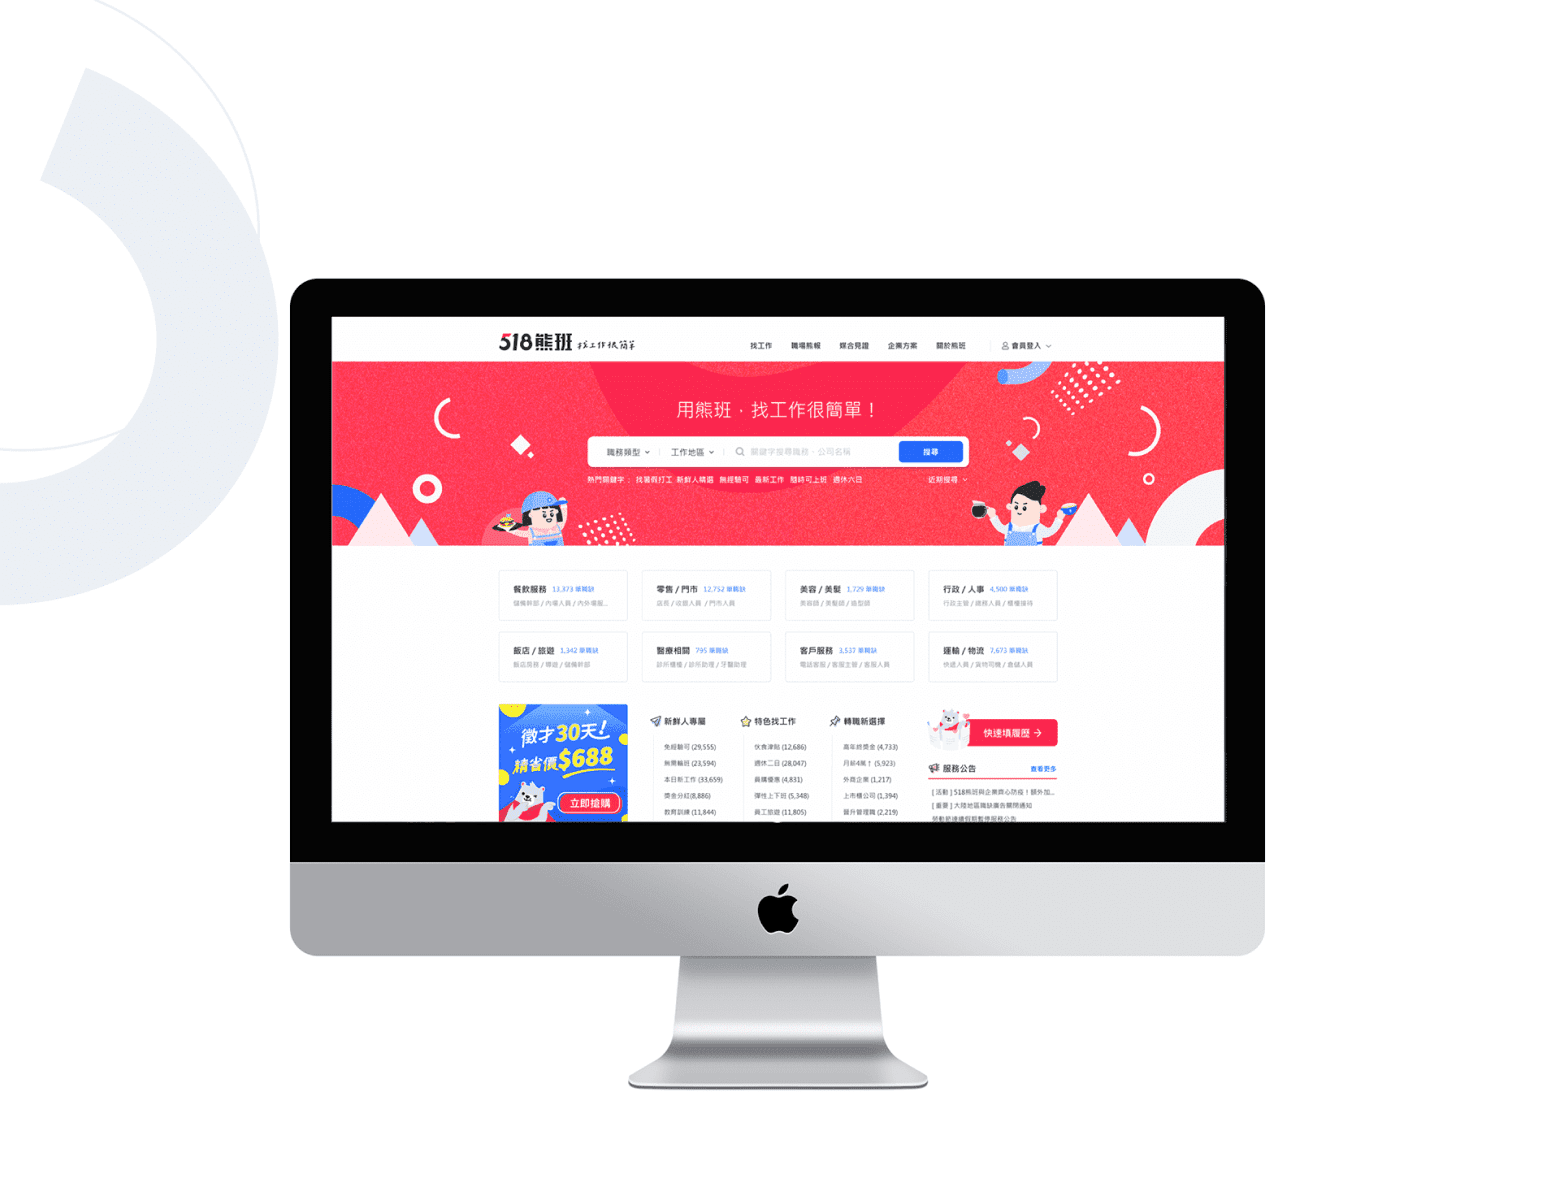 518熊班 找工作很簡單
找工作 職場熊報 媒合見證 企業方案 關於熊班 會員登入
用熊班，找工作很簡單！
職務類型 工作地區 關鍵字搜尋職務、公司名稱 搜尋
熱門關鍵字： 找暑假打工 新鮮人精選 無經驗可 最新工作 隨時可上班 週休六日 近期搜尋
餐飲服務 13,373 筆職缺
儲備幹部 / 內場人員 / 內外場服...
零售 / 門市 12,752 筆職缺
店長 / 收銀人員 / 門市人員
美容 / 美髮 1,729 筆職缺
美容師 / 美髮師 / 造型師
行政 / 人事 4,500 筆職缺
行政主管 / 總務人員 / 櫃檯接待
飯店 / 旅遊 1,342 筆職缺
飯店房務 / 導遊 / 儲備幹部
醫療相關 795 筆職缺
診所櫃檯 / 診所助理 / 牙醫助理
客戶服務 3,537 筆職缺
電話客服 / 客服主管 / 客服人員
運輸 / 物流 7,673 筆職缺
快遞人員 / 貨物司機 / 倉儲人員
徵才30天!
精省價$688
立即搶購
新鮮人專屬
免經驗可 (29,555)
無需輪班 (23,594)
本日新工作 (33,659)
獎金分紅(8,886)
教育訓練 (11,844)
特色找工作
伙食津貼 (12,686)
週休二日 (28,047)
員購優惠 (4,831)
彈性上下班 (5,348)
員工旅遊 (11,805)
轉職新選擇
高年終獎金 (4,733)
月薪4萬↑ (5,923)
外商企業 (1,217)
上市櫃公司 (1,394)
晉升管理職 (2,219)
快速填履歷 →
服務公告 查看更多
[ 活動 ] 518熊班與企業齊心防疫！額外加...
[ 重要 ] 大陸地區職缺廣告關閉通知
勞動節連續假期暫停服務公告